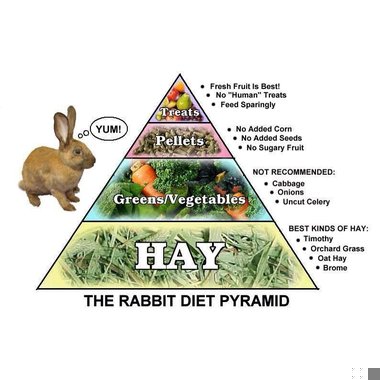 YUM!
Treats
• Fresh Fruit Is Best!
• No "Human" Treats
• Feed Sparingly
Pellets
• No Added Corn
• No Added Seeds
• No Sugary Fruit
Greens/Vegetables
NOT RECOMMENDED:
• Cabbage
• Onions
• Uncut Celery
HAY
BEST KINDS OF HAY:
• Timothy
• Orchard Grass
• Oat Hay
• Brome
THE RABBIT DIET PYRAMID